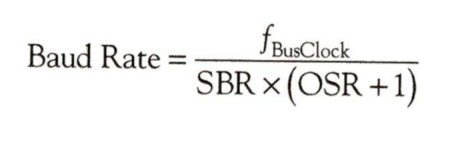 Baud Rate = f_BusClock / SBR × (OSR + 1)